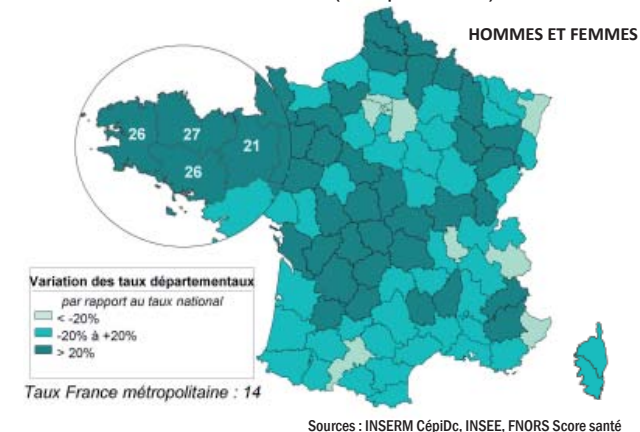 HOMMES ET FEMMES
26
27
21
26
Variation des taux départementaux
par rapport au taux national
< -20%
-20% à +20%
> 20%
Taux France métropolitaine : 14
Sources : INSERM CépiDc, INSEE, FNORS Score santé